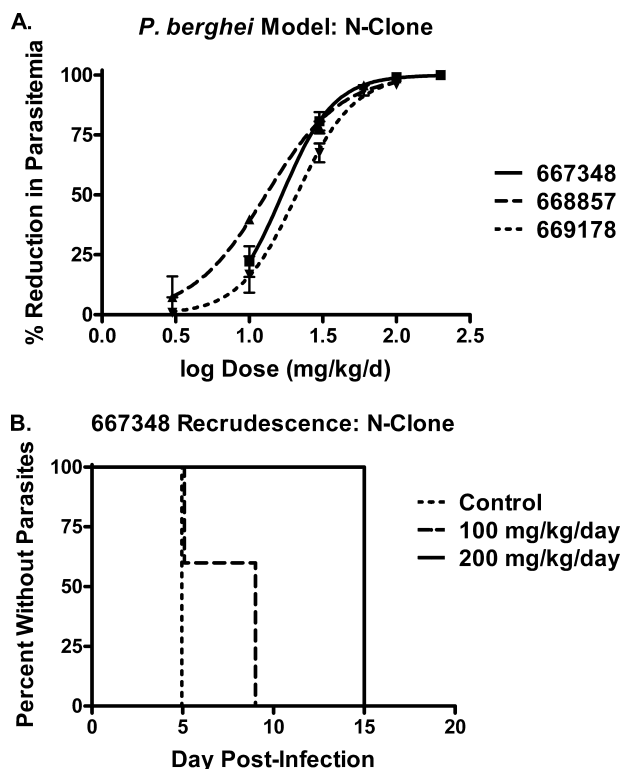 A.
P. berghei Model: N-Clone
% Reduction in Parasitemia
100
75
50
25
0
0.0 0.5 1.0 1.5 2.0 2.5
log Dose (mg/kg/d)
667348
668857
669178
B.
667348 Recrudescence: N-Clone
Percent Without Parasites
100
75
50
25
0
0 5 10 15 20
Day Post-Infection
Control
100 mg/kg/day
200 mg/kg/day